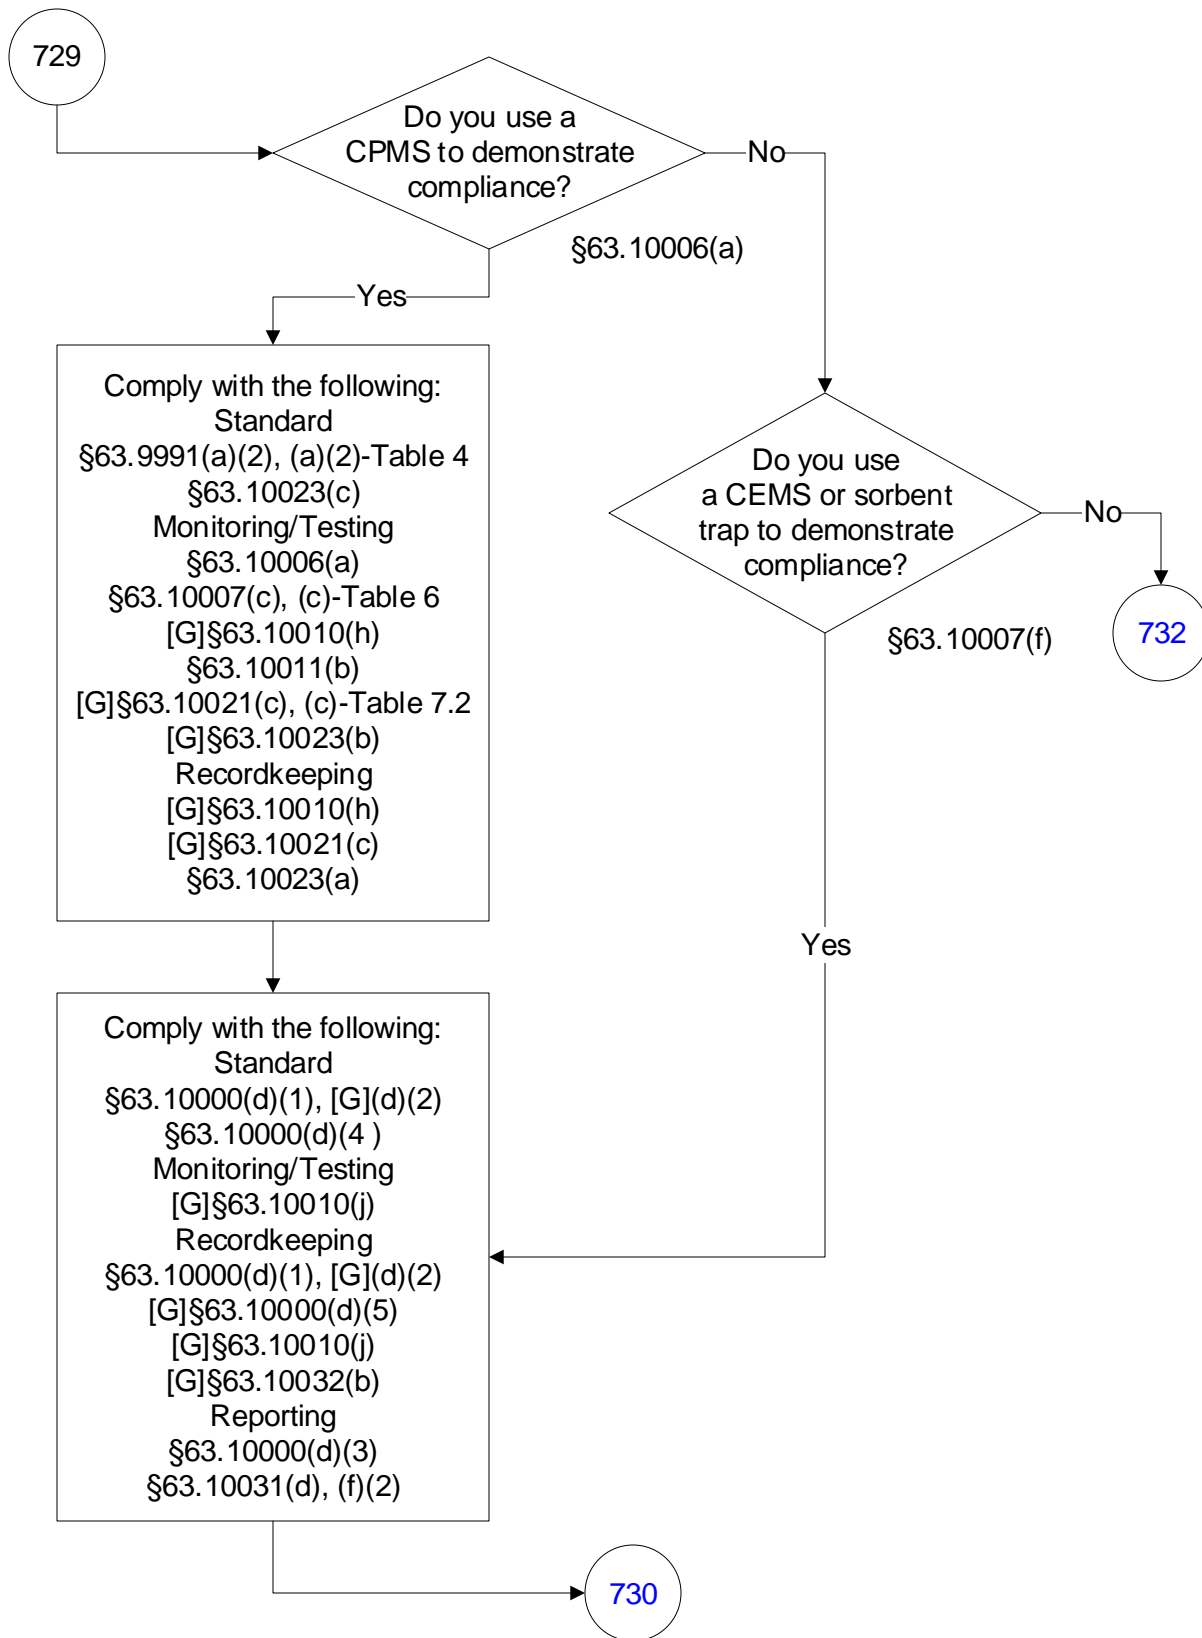 729
Do you use a
CPMS to demonstrate
compliance?
No
§63.10006(a)
Yes
Comply with the following:
Standard
§63.9991(a)(2), (a)(2)-Table 4
§63.10023(c)
Monitoring/Testing
§63.10006(a)
§63.10007(c), (c)-Table 6
[G]§63.10010(h)
§63.10011(b)
[G]§63.10021(c), (c)-Table 7.2
[G]§63.10023(b)
Recordkeeping
[G]§63.10010(h)
[G]§63.10021(c)
§63.10023(a)
Do you use
a CEMS or sorbent
trap to demonstrate
compliance?
No
732
§63.10007(f)
Yes
Comply with the following:
Standard
§63.10000(d)(1), [G](d)(2)
§63.10000(d)(4 )
Monitoring/Testing
[G]§63.10010(j)
Recordkeeping
§63.10000(d)(1), [G](d)(2)
[G]§63.10000(d)(5)
[G]§63.10010(j)
[G]§63.10032(b)
Reporting
§63.10000(d)(3)
§63.10031(d), (f)(2)
730